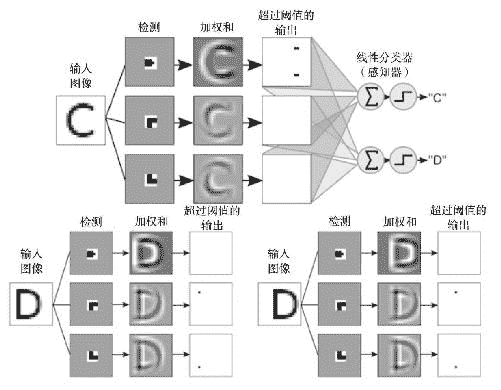 检测 加权和 超过阈值的
输出
线性分类器
（感知器）
输入
图像
C
Σ "C"
Σ "D"
检测 加权和 超过阈值的
输出
输入
图像
D
检测 加权和 超过阈值的
输出
输入
图像
D